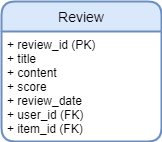 Review
+ review_id (PK)
+ title
+ content
+ score
+ review_date
+ user_id (FK)
+ item_id (FK)